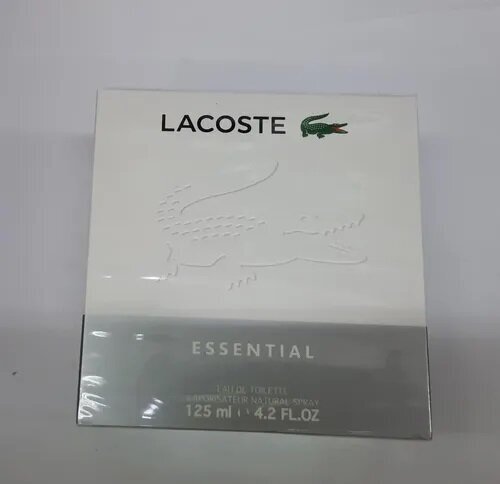 LACOSTE
ESSENTIAL
EAU DE TOILETTE
VAPORISATEUR NATURAL SPRAY
125 ml 4.2 FL.OZ